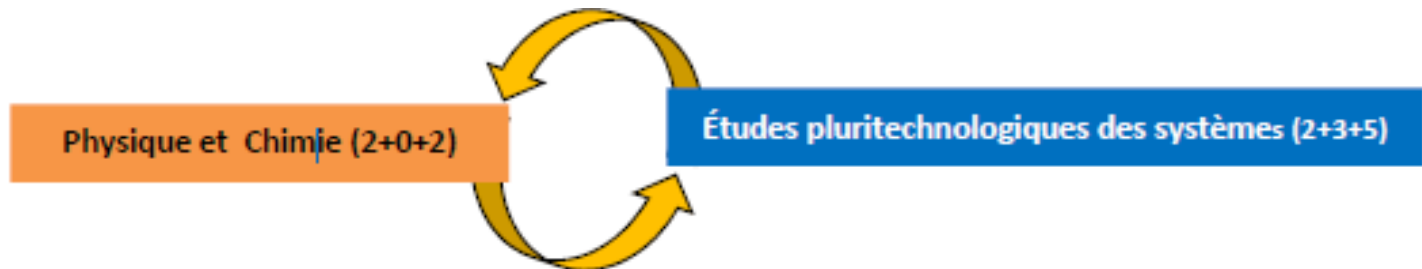 Physique et Chimie (2+0+2)
Études pluritechnologiques des systèmes (2+3+5)